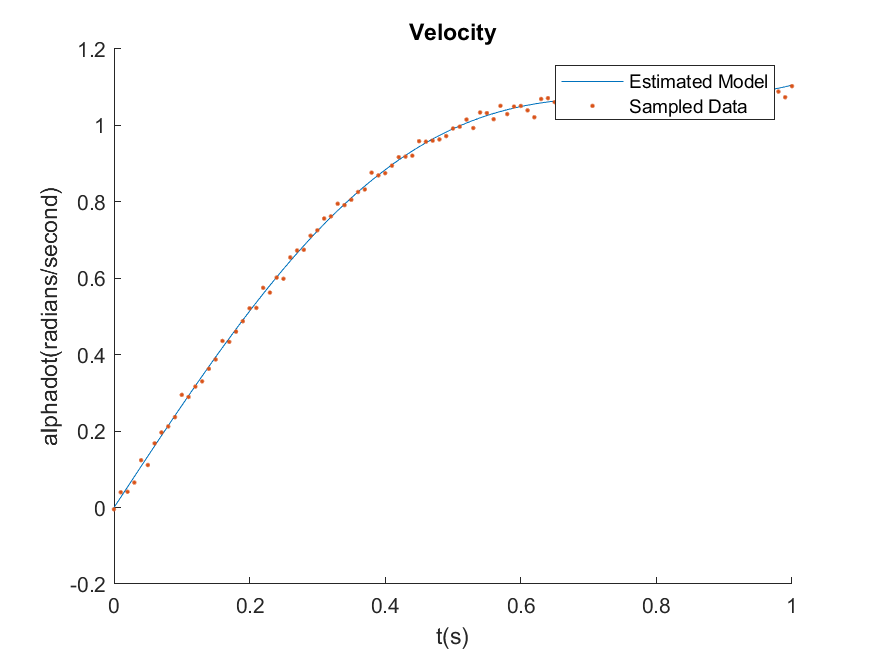 Velocity
1.2
1
0.8
0.6
0.4
0.2
0
-0.2
alphadot(radians/second)
Estimated Model
Sampled Data
0 0.2 0.4 0.6 0.8 1
t(s)